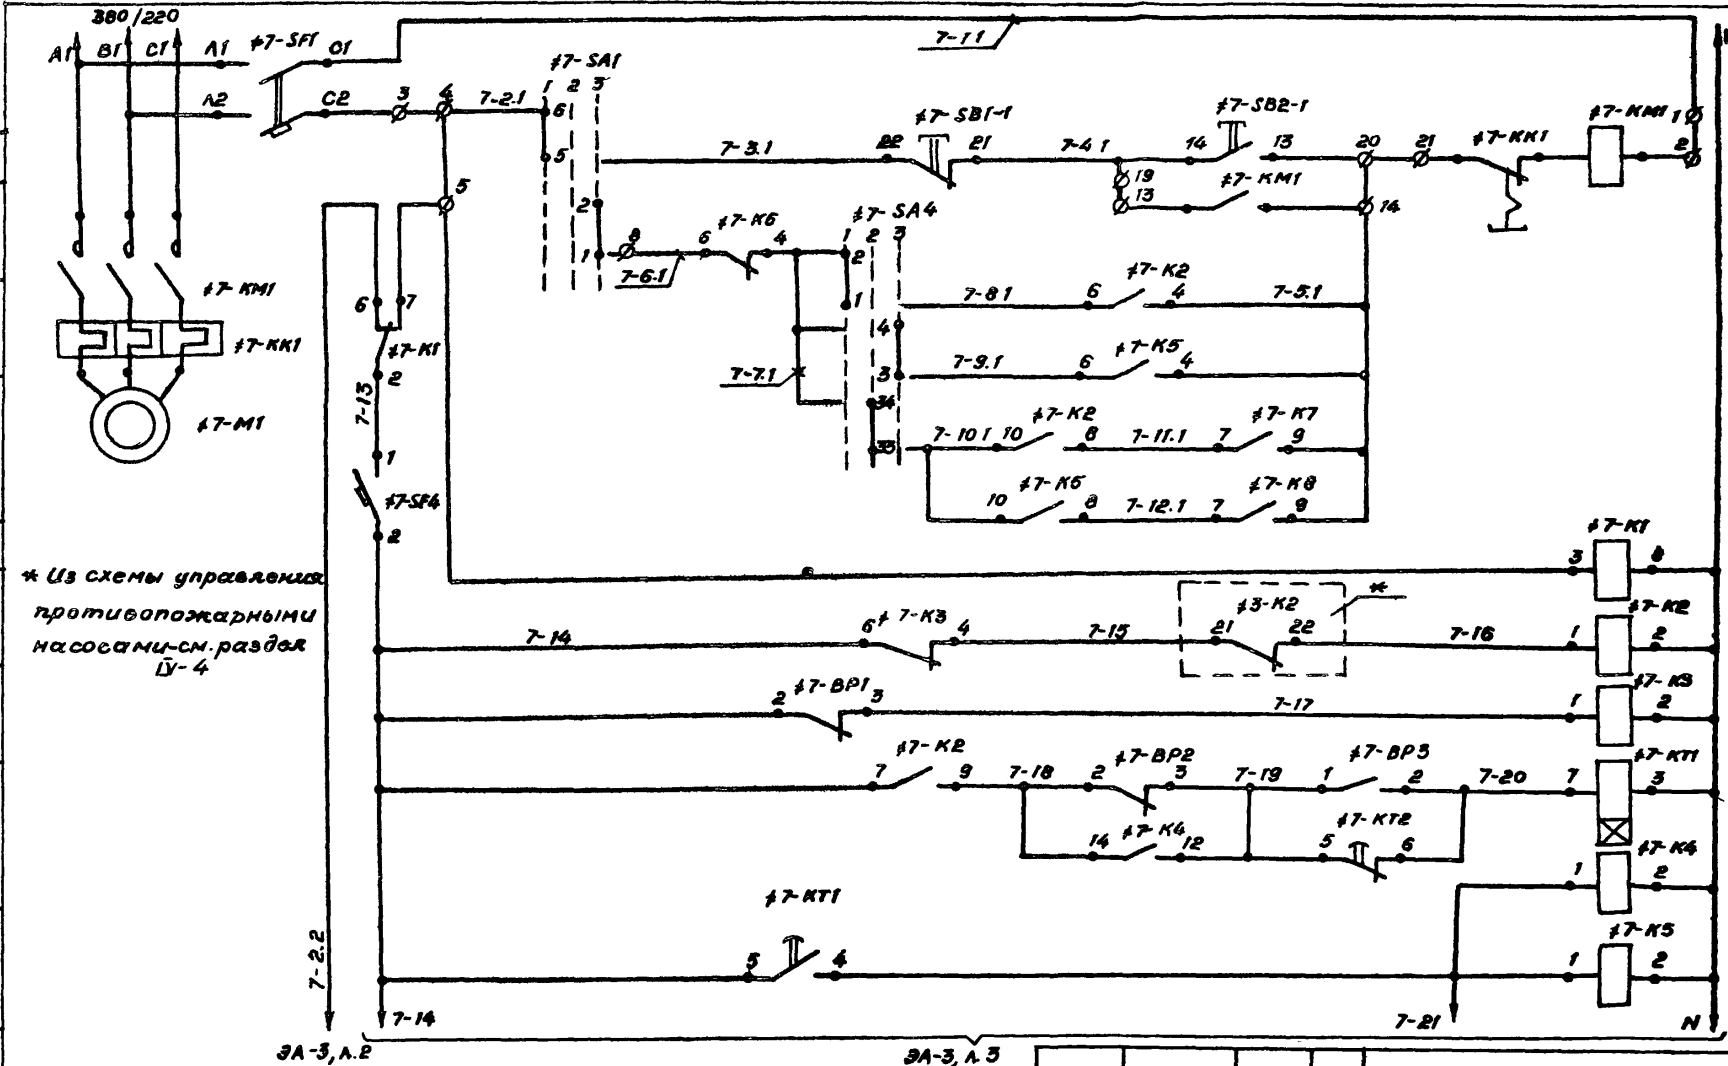 380/220
A1 B1 C1 Л1 ≠7-SF1 O1
Л2 C2 3 4 7-2.1
7-1.1
≠7-SA1
1 2 3
6
5
2
1
7-3.1 22 ≠7-SB1-1 21 7-4.1 14 ≠7-SB2-1 13 20 21 ≠7-KK1 ≠7-KM1 1
2
19
13 ≠7-KM1 14
5
8 7-6.1 6 ≠7-K6 4
≠7-SA4
1 2 3
2
1
4
3
34
33
7-7.1
7-8.1 6 ≠7-K2 4 7-5.1
7-9.1 6 ≠7-K5 4
7-10.1 10 ≠7-K2 8 7-11.1 7 ≠7-K7 9
10 ≠7-K5 8 7-12.1 7 ≠7-K8 9
≠7-KM1
≠7-KK1
≠7-M1
6 7
≠7-K1
2
7-13
1
≠7-SF4
2
* Из схемы управления
противопожарными
насосами-см. раздел
IV-4
3 ≠7-K1 8
7-14 6 ≠7-K3 4 7-15 21 ≠3-K2 22 * 7-16 1 ≠7-K2 2
2 ≠7-BP1 3 7-17 1 ≠7-K3 2
7 ≠7-K2 9 7-18 2 ≠7-BP2 3 7-19 1 ≠7-BP3 2 7-20 7 ≠7-KT1 3
14 ≠7-K4 12 5 ≠7-KT2 6
1 ≠7-K4 2
5 ≠7-KT1 4 1 ≠7-K5 2
7-2.2
7-14 7-21 N
ЭА-3, Л.2 ЭА-3, Л.3